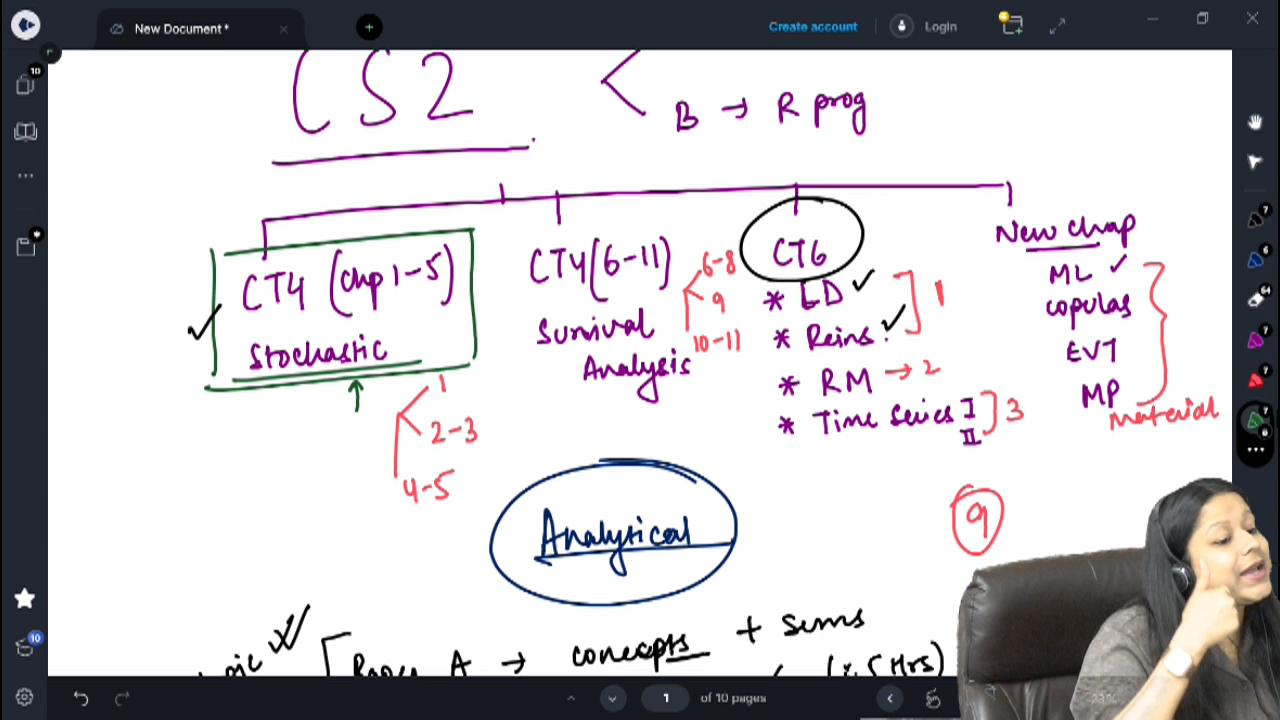 New Document*
Create account
Login
CS2
B → R prog
CT4 (Chp 1-5)
Stochastic
1
2-3
4-5
CT4 (6-11)
Survival
Analysis
6-8
9
10-11
CT6
* LD ✓
* Reins. ✓
1
* RM → 2
* Time Series I
II
3
New Chap
ML ✓
Copulas
EVT
MP
Material
Analytical
9
→ concepts + sums
A
1
of 10 pages